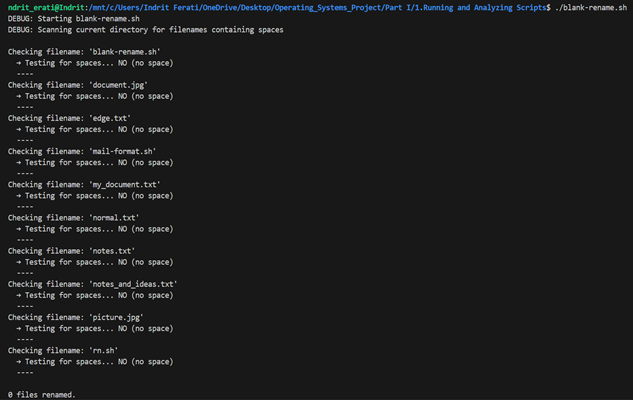 ndrit_erati@Indrit:/mnt/c/Users/Indrit Ferati/OneDrive/Desktop/Operating_Systems_Project/Part I/1.Running and Analyzing Scripts$ ./blank-rename.sh
DEBUG: Starting blank-rename.sh
DEBUG: Scanning current directory for filenames containing spaces
Checking filename: 'blank-rename.sh'
→ Testing for spaces... NO (no space)
----
Checking filename: 'document.jpg'
→ Testing for spaces... NO (no space)
----
Checking filename: 'edge.txt'
→ Testing for spaces... NO (no space)
----
Checking filename: 'mail-format.sh'
→ Testing for spaces... NO (no space)
----
Checking filename: 'my_document.txt'
→ Testing for spaces... NO (no space)
----
Checking filename: 'normal.txt'
→ Testing for spaces... NO (no space)
----
Checking filename: 'notes.txt'
→ Testing for spaces... NO (no space)
----
Checking filename: 'notes_and_ideas.txt'
→ Testing for spaces... NO (no space)
----
Checking filename: 'picture.jpg'
→ Testing for spaces... NO (no space)
----
Checking filename: 'rn.sh'
→ Testing for spaces... NO (no space)
----
0 files renamed.